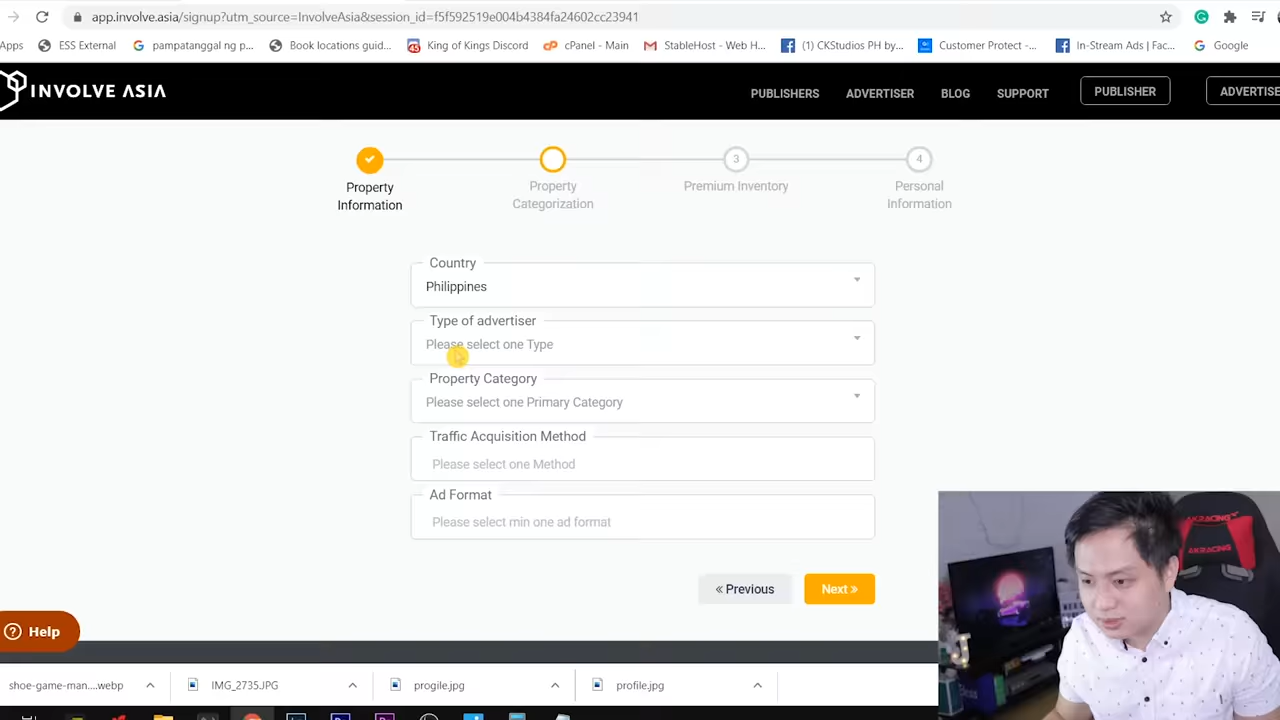 app.involve.asia/signup?utm_source=InvolveAsia&session_id=f5f592519e004b4384fa24602cc23941
Apps ESS External pampatanggal ng p... Book locations guid... King of Kings Discord cPanel - Main StableHost - Web H... (1) CKStudios PH by... Customer Protect -... In-Stream Ads | Fac... Google
INVOLVE ASIA PUBLISHERS ADVERTISER BLOG SUPPORT PUBLISHER ADVERTISE
3 4
Property Information
Property Categorization
Premium Inventory
Personal Information
Country
Philippines
Type of advertiser
Please select one Type
Property Category
Please select one Primary Category
Traffic Acquisition Method
Please select one Method
Ad Format
Please select min one ad format
« Previous Next »
? Help
shoe-game-man....webp IMG_2735.JPG progile.jpg profile.jpg
AKRACING
AKRACING